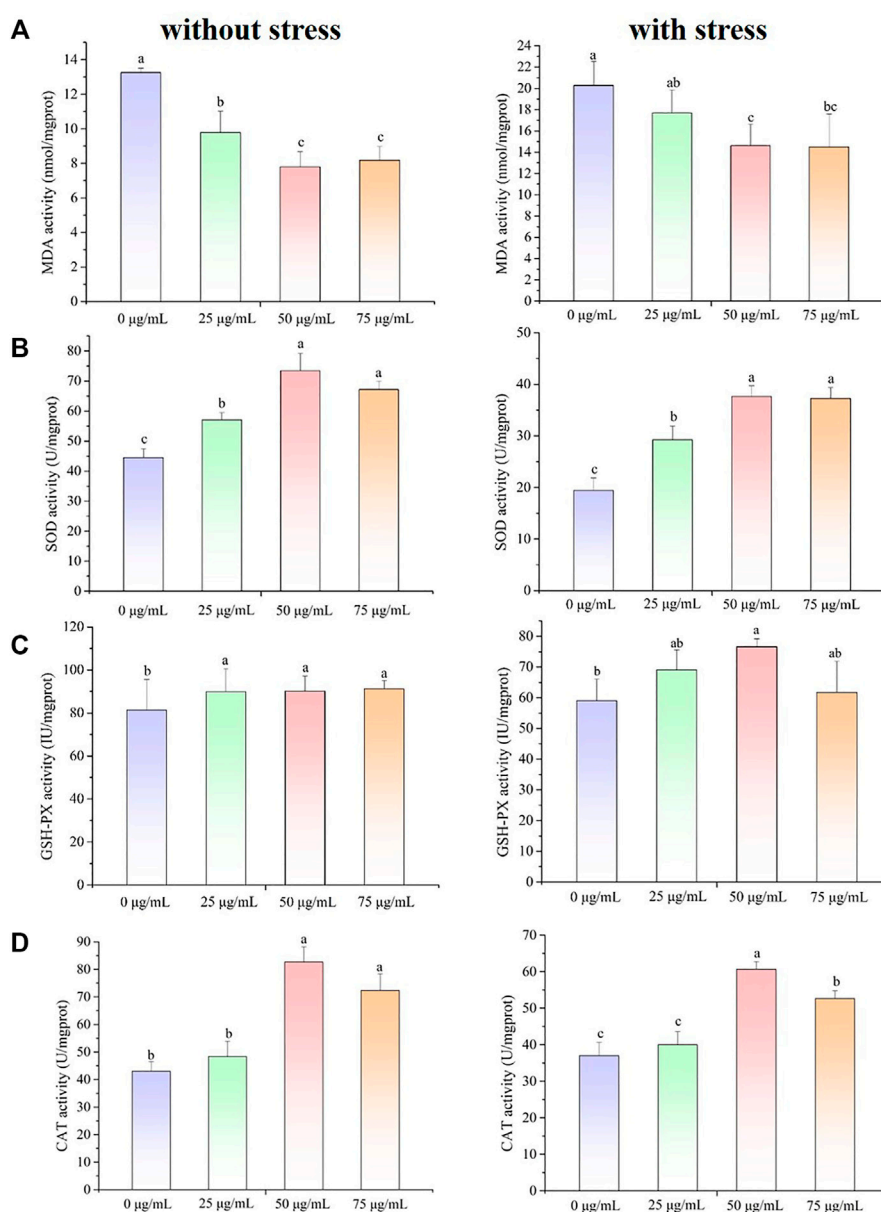 without stress
with stress
A
a
b
c
c
MDA activity (nmol/mgprot)
14
12
10
8
6
4
2
0
0 μg/mL 25 μg/mL 50 μg/mL 75 μg/mL
a
ab
c
bc
MDA activity (nmol/mgprot)
24
22
20
18
16
14
12
10
8
6
4
2
0
0 μg/mL 25 μg/mL 50 μg/mL 75 μg/mL
B
c
b
a
a
SOD activity (U/mgprot)
80
70
60
50
40
30
20
10
0
0 μg/mL 25 μg/mL 50 μg/mL 75 μg/mL
c
b
a
a
SOD activity (U/mgprot)
50
40
30
20
10
0
0 μg/mL 25 μg/mL 50 μg/mL 75 μg/mL
C
b
a
a
a
GSH-PX activity (IU/mgprot)
120
100
80
60
40
20
0
0 μg/mL 25 μg/mL 50 μg/mL 75 μg/mL
b
ab
a
ab
GSH-PX activity (IU/mgprot)
80
70
60
50
40
30
20
10
0
0 μg/mL 25 μg/mL 50 μg/mL 75 μg/mL
D
b
b
a
a
CAT activity (U/mgprot)
90
80
70
60
50
40
30
20
10
0
0 μg/mL 25 μg/mL 50 μg/mL 75 μg/mL
c
c
a
b
CAT activity (U/mgprot)
70
60
50
40
30
20
10
0
0 μg/mL 25 μg/mL 50 μg/mL 75 μg/mL